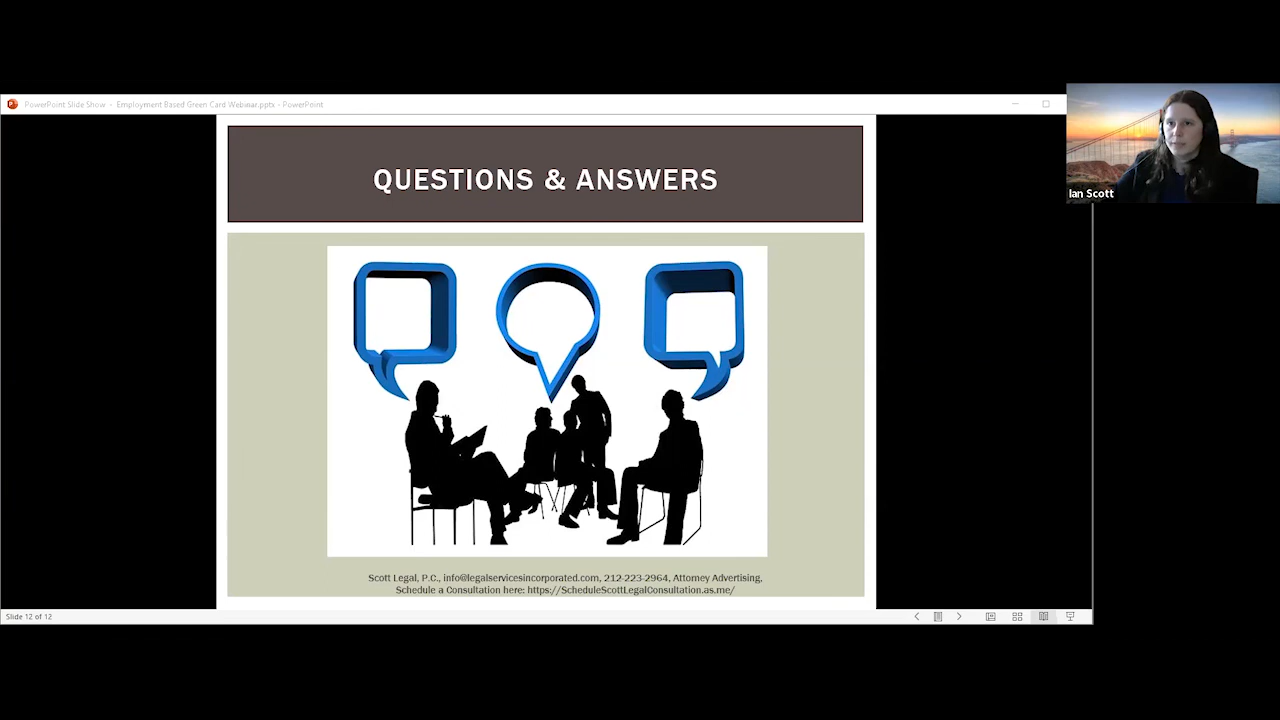 PowerPoint Slide Show - Employment Based Green Card Webinar.pptx - PowerPoint
QUESTIONS & ANSWERS
Ian Scott
Scott Legal, P.C., info@legalservicesincorporated.com, 212-223-2964, Attorney Advertising,
Schedule a Consultation here: https://ScheduleScottLegalConsultation.as.me/
Slide 12 of 12